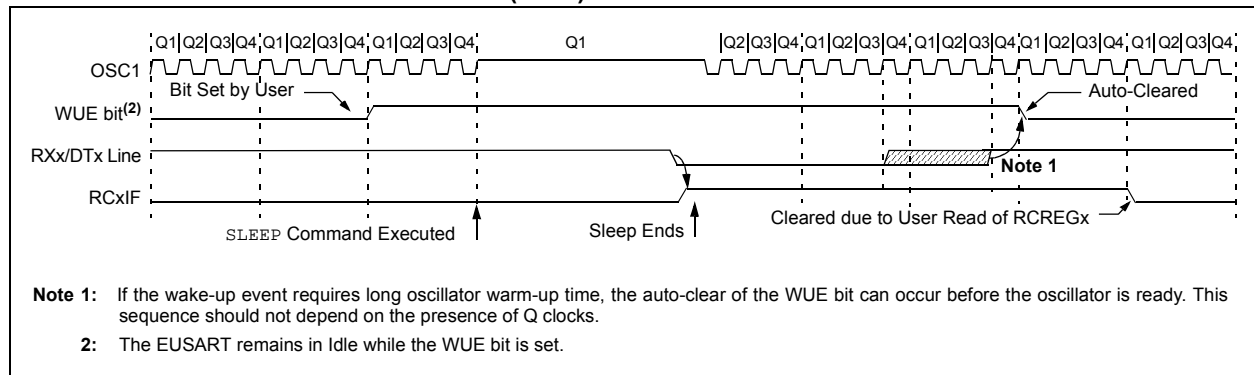 Q1 Q2 Q3 Q4 Q1 Q2 Q3 Q4 Q1 Q2 Q3 Q4 Q1 Q2 Q3 Q4 Q1 Q2 Q3 Q4 Q1 Q2 Q3 Q4 Q1 Q2 Q3 Q4 Q1 Q2 Q3 Q4
OSC1
Bit Set by User
Auto-Cleared
WUE bit(2)
RXx/DTx Line
Note 1
RCxIF
Cleared due to User Read of RCREGx
SLEEP Command Executed
Sleep Ends
Note 1: If the wake-up event requires long oscillator warm-up time, the auto-clear of the WUE bit can occur before the oscillator is ready. This
sequence should not depend on the presence of Q clocks.
2: The EUSART remains in Idle while the WUE bit is set.